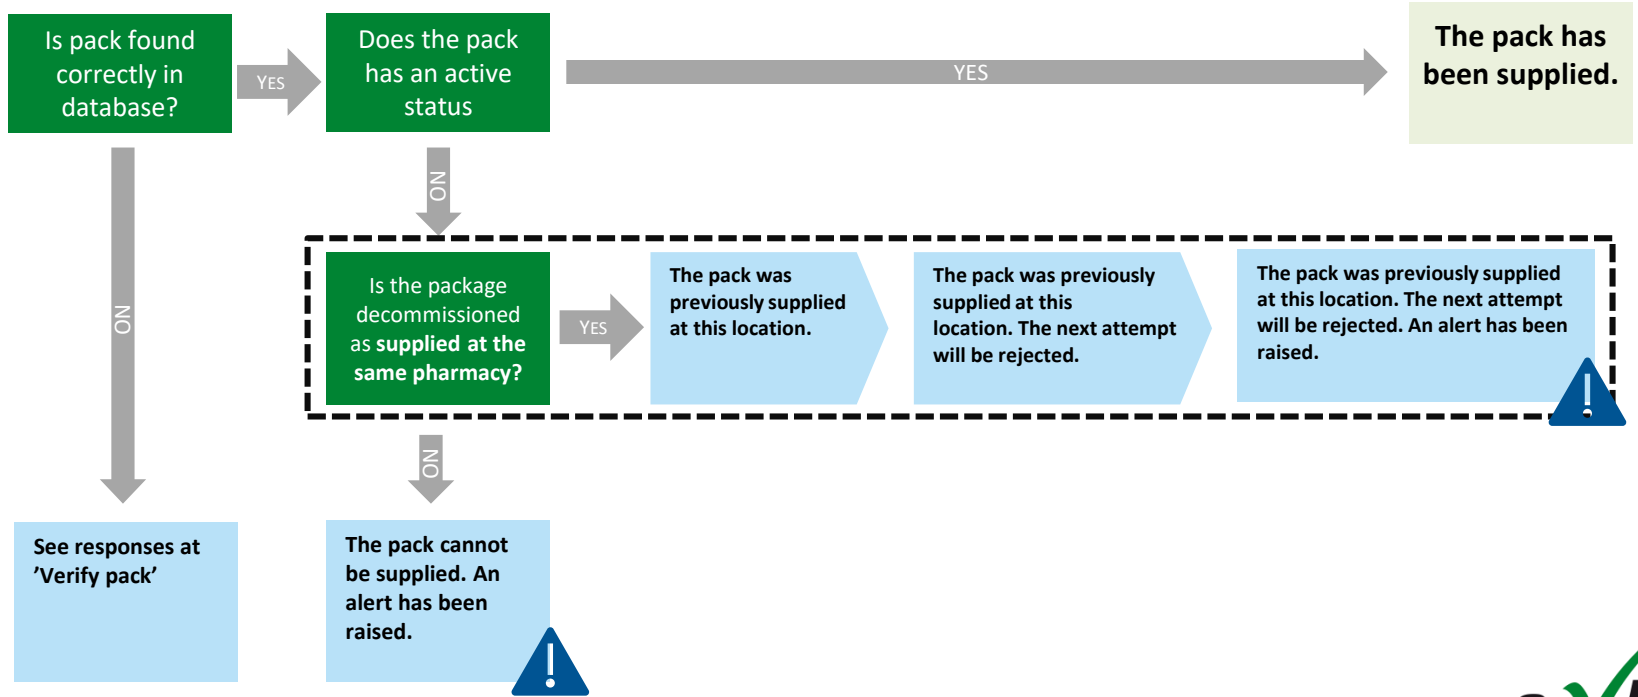 Is pack found
correctly in
database?
YES
Does the pack
has an active
status
YES
The pack has
been supplied.
NO
NO
Is the package
decommissioned
as supplied at the
same pharmacy?
YES
The pack was
previously supplied
at this location.
The pack was previously
supplied at this
location. The next attempt
will be rejected.
The pack was previously supplied
at this location. The next attempt
will be rejected. An alert has been
raised.
NO
See responses at
’Verify pack’
The pack cannot
be supplied. An
alert has been
raised.